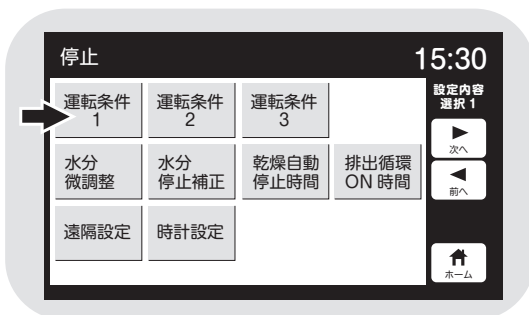 停止
15:30
運転条件
1
運転条件
2
運転条件
3
設定内容
選択 1
次へ
水分
微調整
水分
停止補正
乾燥自動
停止時間
排出循環
ON 時間
前へ
遠隔設定
時計設定
ホーム